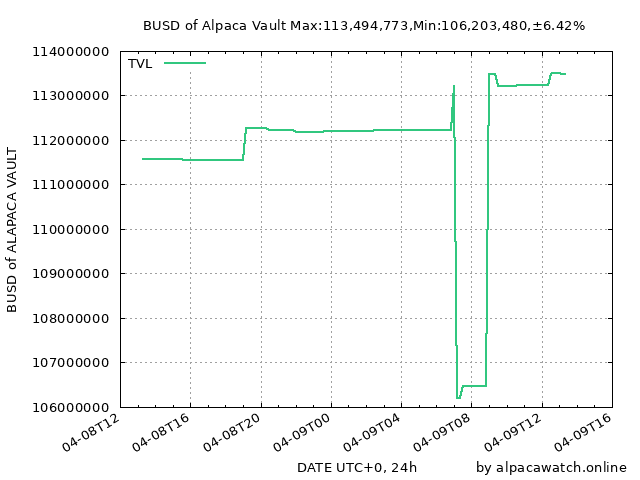 BUSD of Alpaca Vault Max:113,494,773,Min:106,203,480,±6.42%
114000000
TVL
113000000
112000000
111000000
110000000
109000000
108000000
107000000
106000000
BUSD of ALAPACA VAULT
04-08T12
04-08T16
04-08T20
04-09T00
04-09T04
04-09T08
04-09T12
04-09T16
DATE UTC+0, 24h
by alpacawatch.online